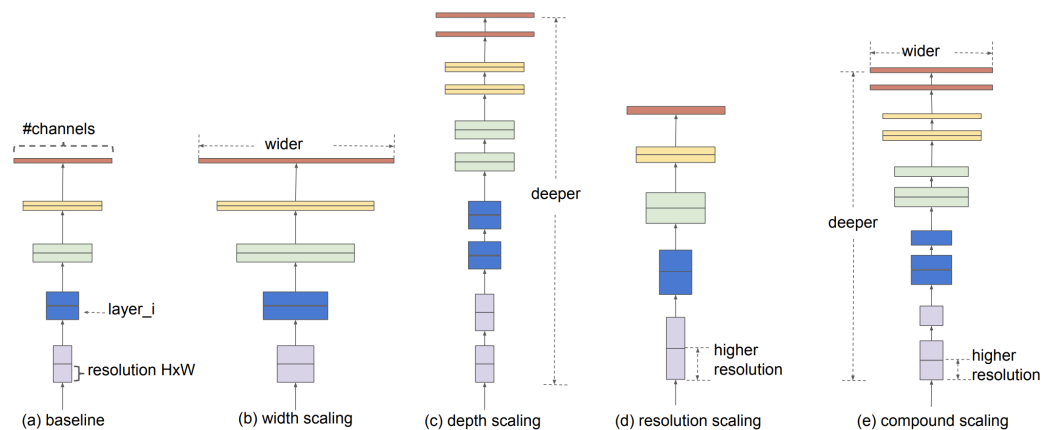 #channels
layer_i
resolution HxW
(a) baseline
wider
(b) width scaling
deeper
(c) depth scaling
higher
resolution
(d) resolution scaling
wider
deeper
higher
resolution
(e) compound scaling